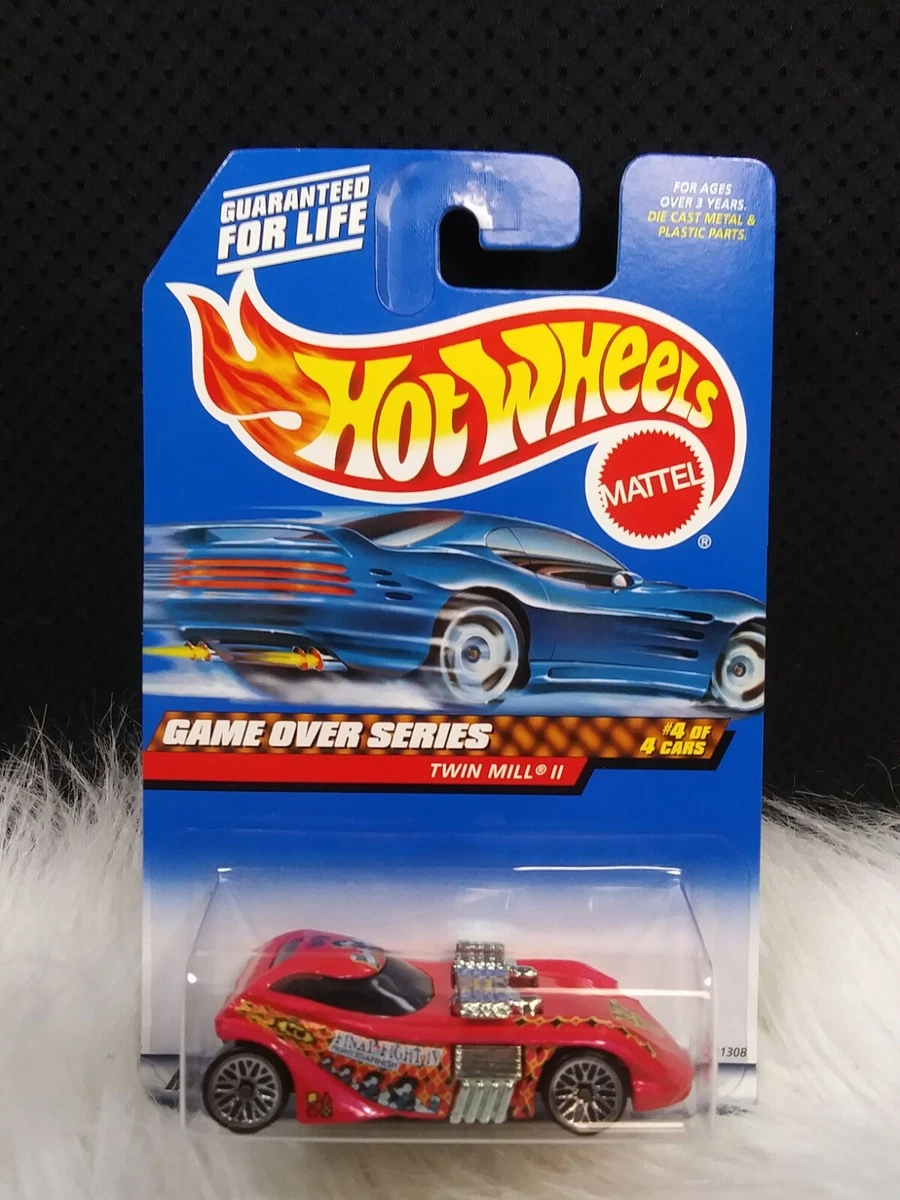 GUARANTEED
FOR LIFE
FOR AGES
OVER 3 YEARS.
DIE CAST METAL &
PLASTIC PARTS.
HOT WHEELS
MATTEL
®
GAME OVER SERIES
#4 OF
4 CARS
TWIN MILL® II
FINAL FIGHT IV
1308